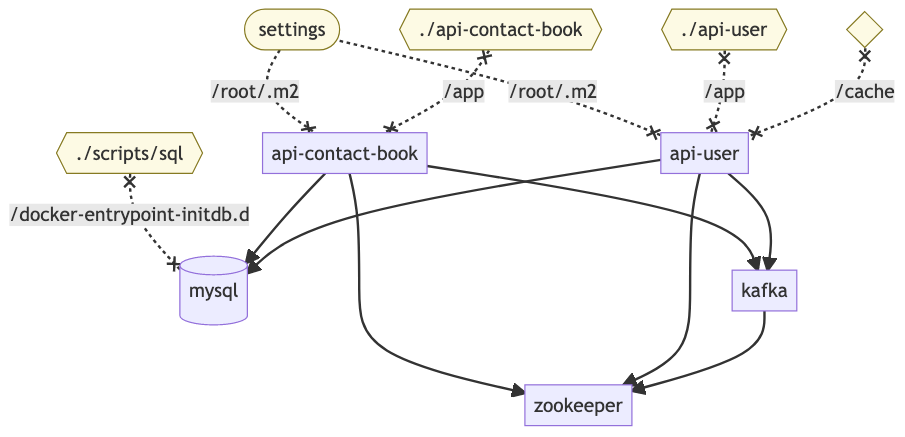 settings
./api-contact-book
./api-user
/root/.m2
/app
/root/.m2
/app
/cache
./scripts/sql
api-contact-book
api-user
/docker-entrypoint-initdb.d
mysql
kafka
zookeeper